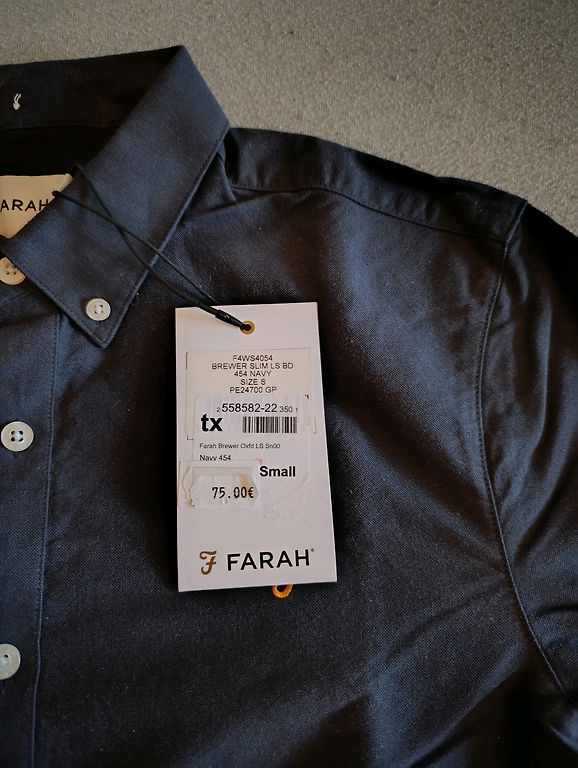 ARAH
F4WS4054
BREWER SLIM LS BD
454 NAVY
SIZE S
PE24700 GP
2 558582-22 350 1
tx
Farah Brewer Oxfd LS Sn00
Navy 454
Small
75.00€
FARAH®